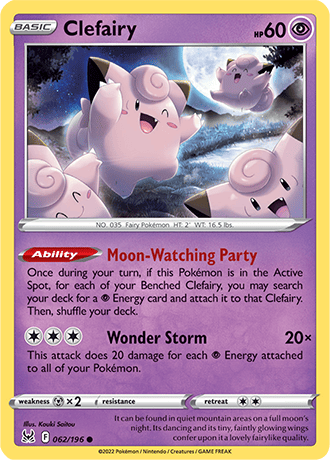 BASIC Clefairy HP60
NO. 035 Fairy Pokémon HT: 2' WT: 16.5 lbs.
Ability Moon-Watching Party
Once during your turn, if this Pokémon is in the Active
Spot, for each of your Benched Clefairy, you may search
your deck for a Energy card and attach it to that Clefairy.
Then, shuffle your deck.
Wonder Storm 20×
This attack does 20 damage for each Energy attached
to all of your Pokémon.
weakness ×2 resistance retreat
Illus. Kouki Saitou
F 062/196
It can be found in quiet mountain areas on a full moon's
night. Its dancing and its tiny, faintly glowing wings
confer upon it a lovely fairylike quality.
©2022 Pokémon / Nintendo / Creatures / GAME FREAK